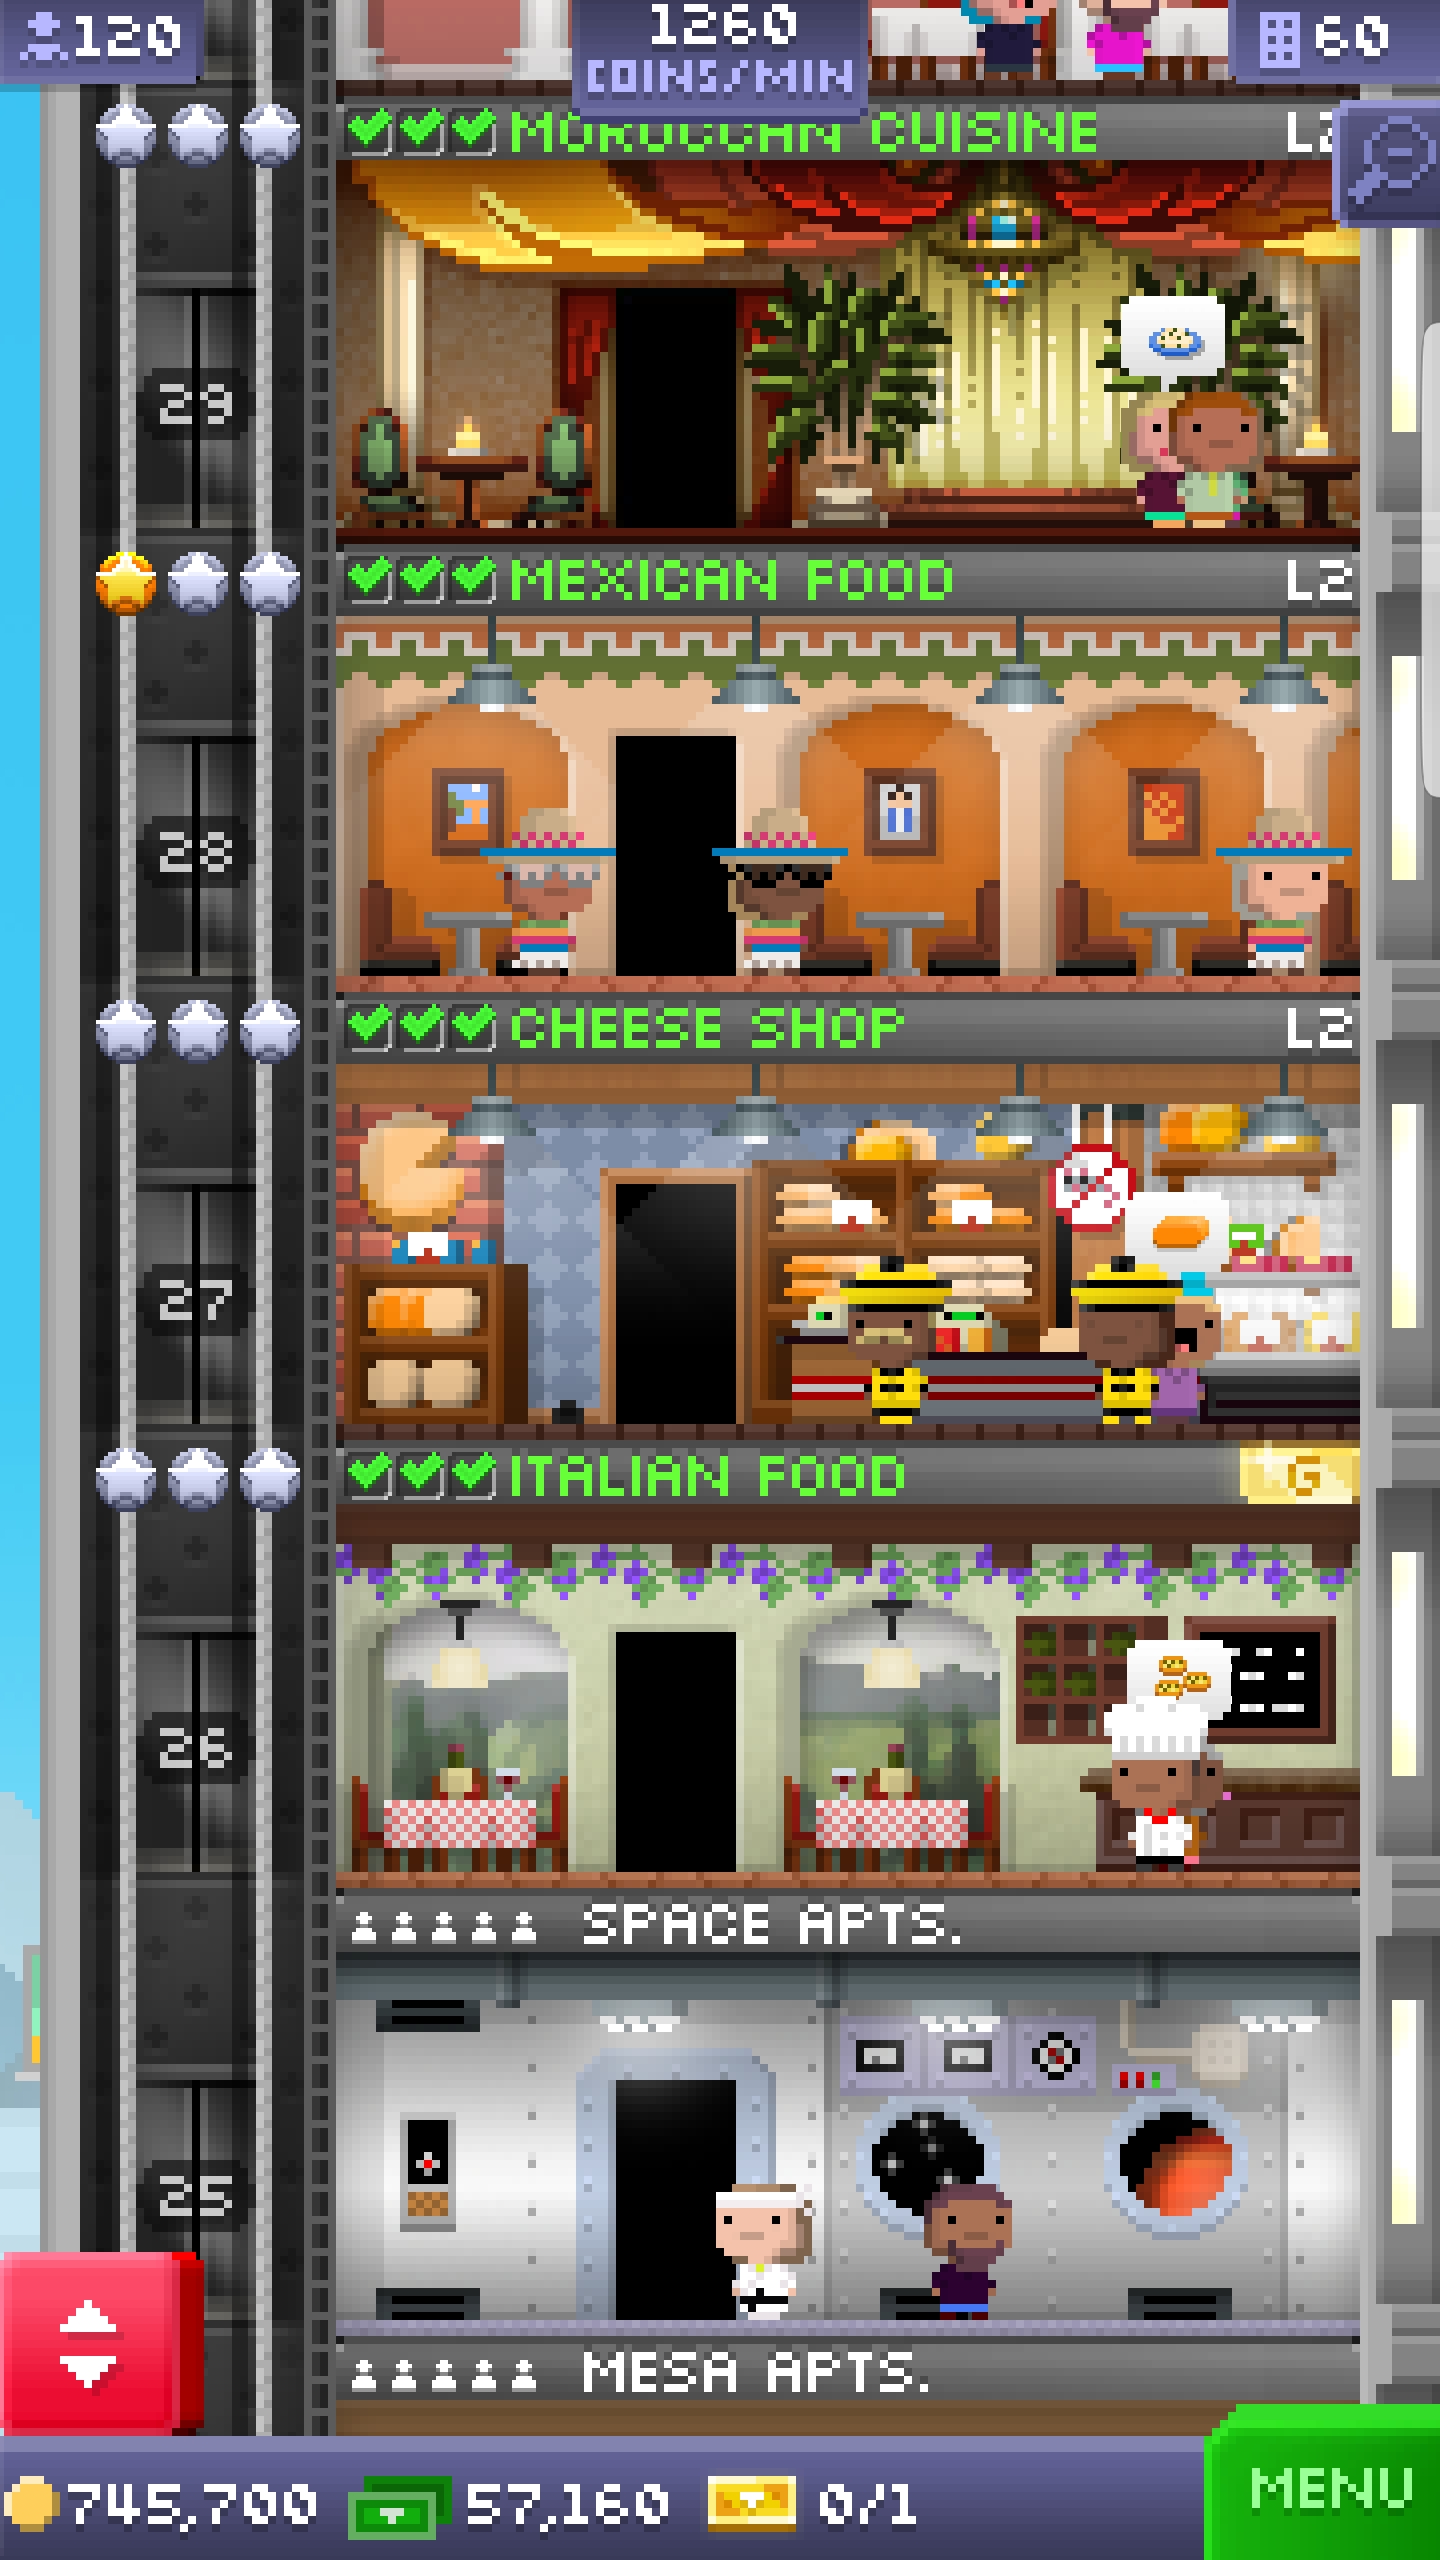 120
1260
COINS/MIN
60
MOROCCAN CUISINE
29
MEXICAN FOOD L2
28
CHEESE SHOP L2
27
ITALIAN FOOD G
26
SPACE APTS.
25
MESA APTS.
745,700 57,160 0/1
MENU